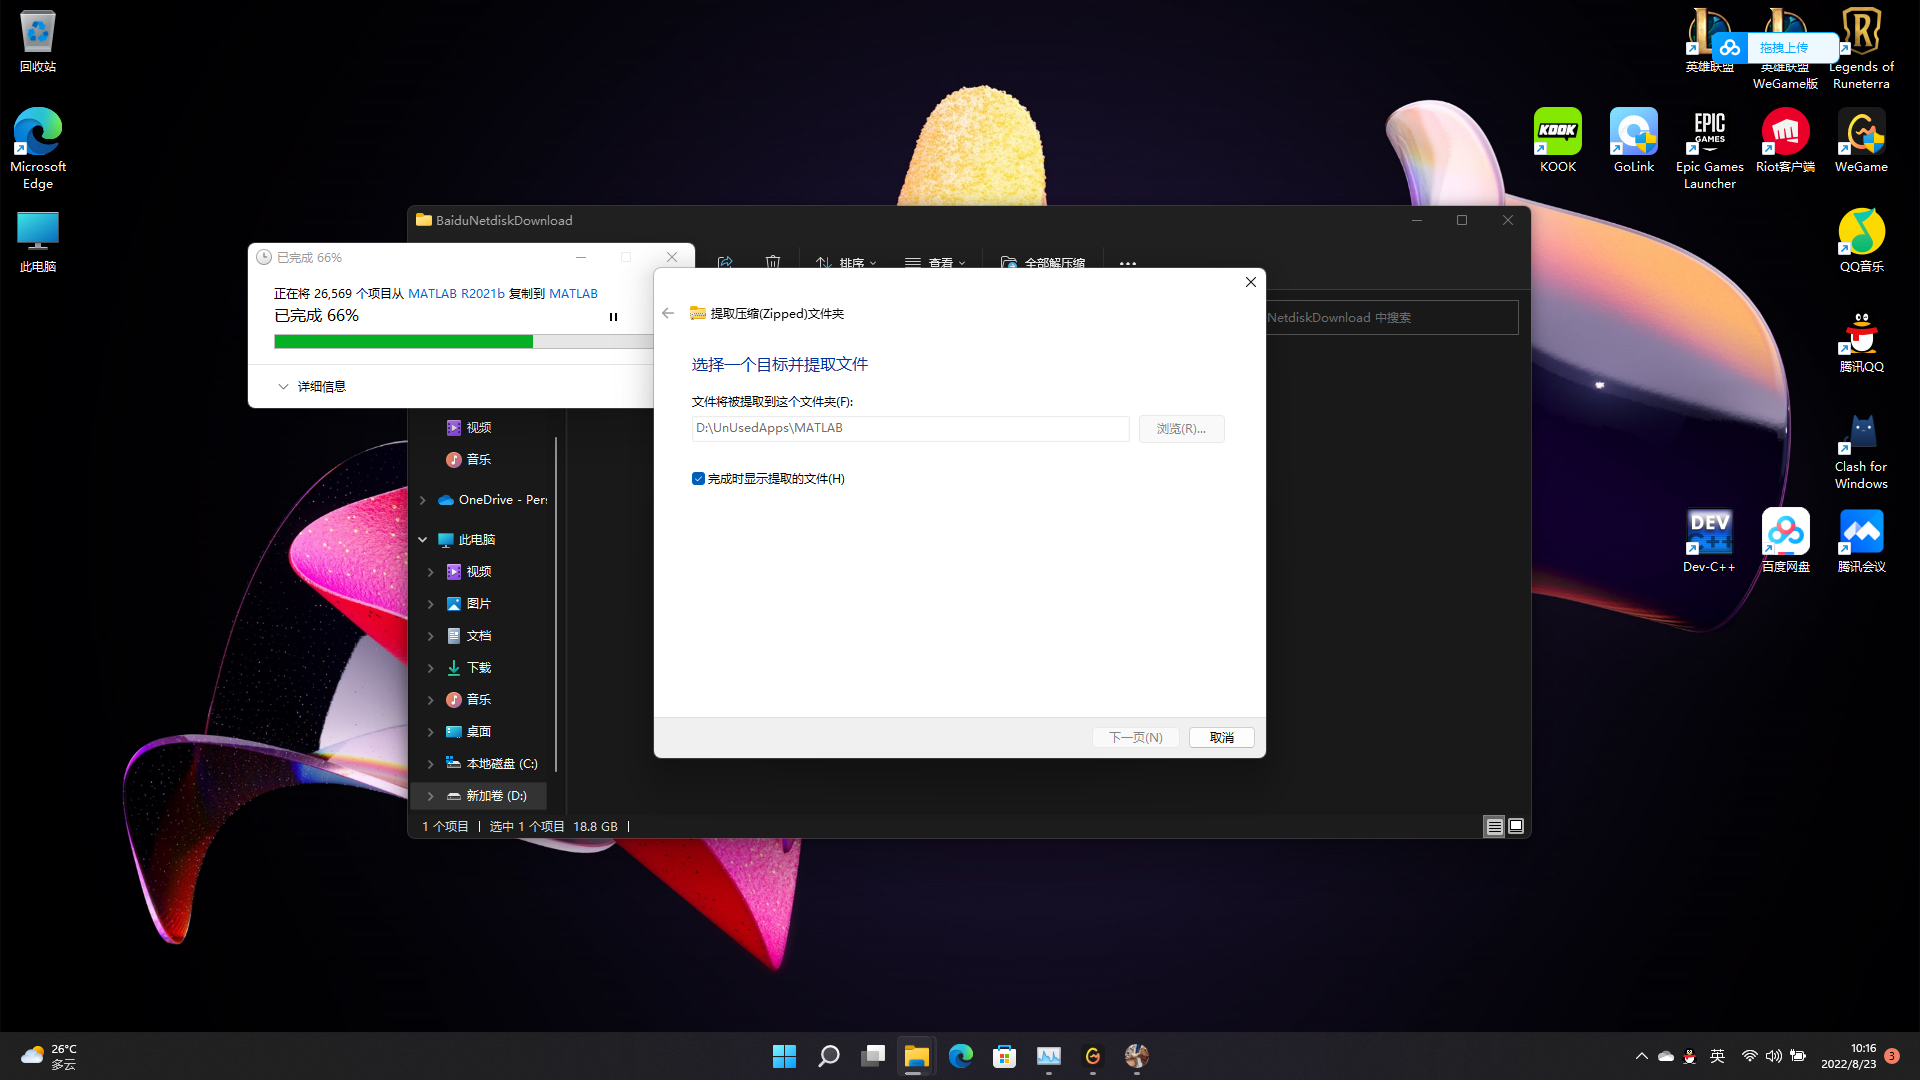 回收站
Microsoft
Edge
此电脑
英雄联盟
拖拽上传
英雄联盟
WeGame版
Legends of
Runeterra
KOOK
KOOK
GoLink
EPIC
GAMES
Epic Games
Launcher
Riot客户端
WeGame
QQ音乐
腾讯QQ
Clash for
Windows
DEV
C++
Dev-C++
百度网盘
腾讯会议
BaiduNetdiskDownload
排序
查看
全部解压缩
NetdiskDownload 中搜索
已完成 66%
正在将 26,569 个项目从 MATLAB R2021b 复制到 MATLAB
已完成 66%
详细信息
提取压缩(Zipped)文件夹
选择一个目标并提取文件
文件将被提取到这个文件夹(F):
D:\UnUsedApps\MATLAB
浏览(R)...
完成时显示提取的文件(H)
下一页(N)
取消
视频
音乐
OneDrive - Pers
此电脑
视频
图片
文档
下载
音乐
桌面
本地磁盘 (C:)
新加卷 (D:)
1 个项目
选中 1 个项目 18.8 GB
26°C
多云
英
10:16
2022/8/23
3